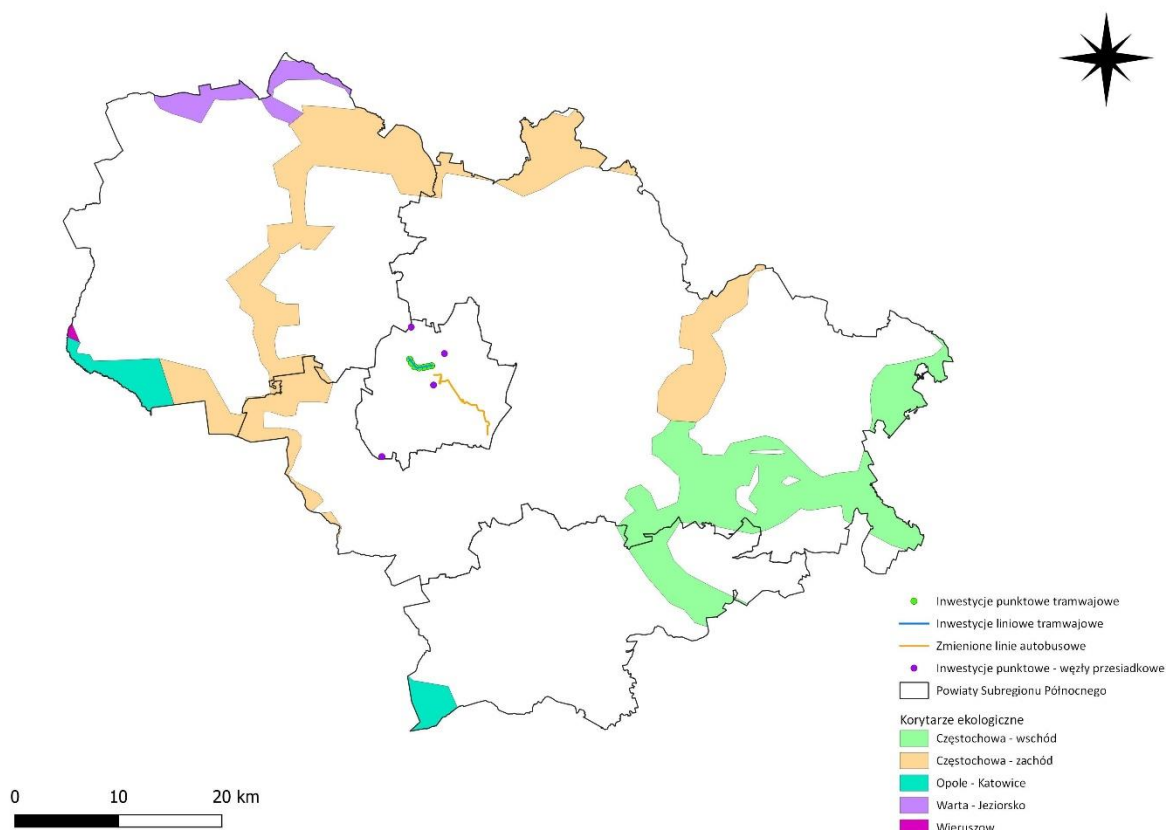 Inwestycje punktowe tramwajowe
Inwestycje liniowe tramwajowe
Zmienione linie autobusowe
Inwestycje punktowe - węzły przesiadkowe
Powiaty Subregionu Północnego
Korytarze ekologiczne
Częstochowa - wschód
Częstochowa - zachód
Opole - Katowice
Warta - Jeziorsko
Wieruszow
0 10 20 km